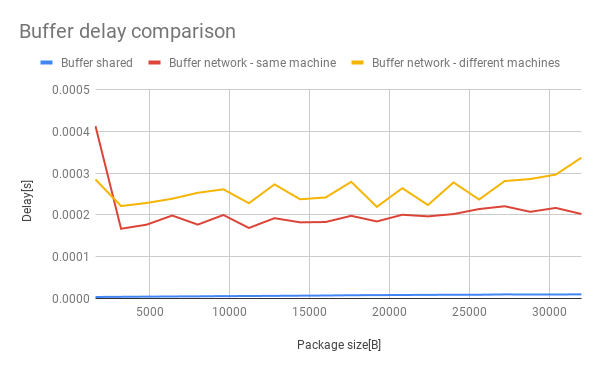 Buffer delay comparison
Buffer shared Buffer network - same machine Buffer network - different machines
0.0005
0.0004
0.0003
0.0002
0.0001
0.0000
Delay[s]
5000 10000 15000 20000 25000 30000
Package size[B]